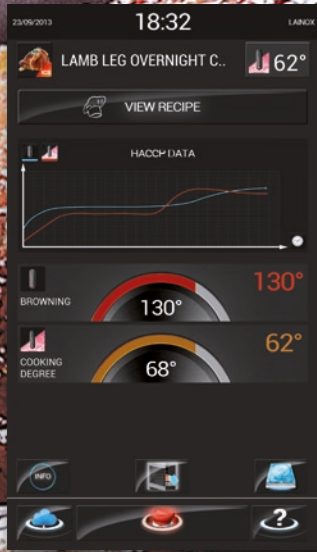 23/09/2013
18:32
LAINOX
LAMB LEG OVERNIGHT C..
62°
VIEW RECIPE
HACCP DATA
BROWNING
130°
130°
COOKING
DEGREE
68°
62°
INFO
?